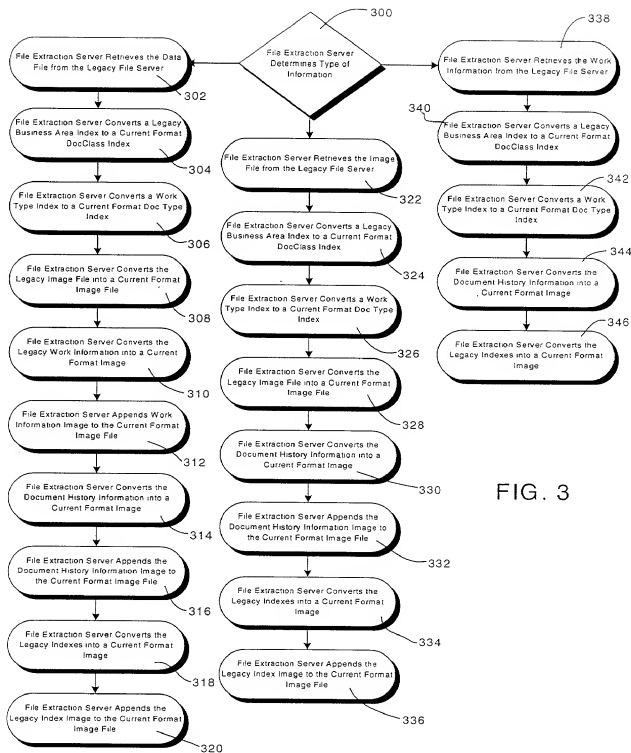 300
File Extraction Server
Determines Type of
Information
File Extraction Server Retrieves the Data
File from the Legacy File Server
302
File Extraction Server Converts a Legacy
Business Area Index to a Current Format
DocClass Index
304
File Extraction Server Converts a Work
Type Index to a Current Format Doc Type
Index
306
File Extraction Server Converts the
Legacy Image File into a Current Format
Image File
308
File Extraction Server Converts the
Legacy Work Information into a Current
Format Image
310
File Extraction Server Appends Work
Information Image to the Current Format
Image File
312
File Extraction Server Converts the
Document History Information into a
Current Format Image
314
File Extraction Server Appends the
Document History Information Image to
the Current Format Image File
316
File Extraction Server Converts the
Legacy Indexes into a Current Format
Image
318
File Extraction Server Appends the
Legacy Index Image to the Current Format
Image File
320
File Extraction Server Retrieves the Image
File from the Legacy File Server
322
File Extraction Server Converts a Legacy
Business Area Index to a Current Format
DocClass Index
324
File Extraction Server Converts a Work
Type Index to a Current Format Doc Type
Index
326
File Extraction Server Converts the
Legacy Image File into a Current Format
Image File
328
File Extraction Server Converts the
Document History Information into
a Current Format Image
330
File Extraction Server Appends the
Document History Information Image to
the Current Format Image File
332
File Extraction Server Converts the
Legacy Indexes into a Current Format
Image
334
File Extraction Server Appends the
Legacy Index Image to the Current Format
Image File
336
338
File Extraction Server Retrieves the Work
Information from the Legacy File Server
340
File Extraction Server Converts a Legacy
Business Area Index to a Current Format
DocClass Index
342
File Extraction Server Converts a Work
Type Index to a Current Format Doc Type
Index
344
File Extraction Server Converts the
Document History Information into a
Current Format Image
346
File Extraction Server Converts the
Legacy Indexes into a Current Format
Image
FIG. 3